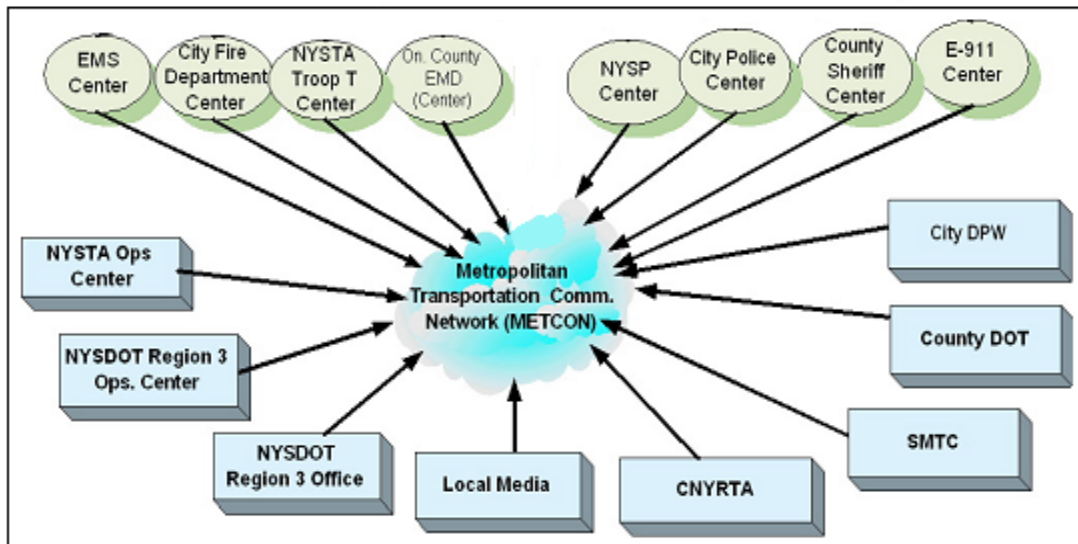 EMS
Center
City Fire
Department
Center
NYSTA
Troop T
Center
On. County
EMD
(Center)
NYSP
Center
City Police
Center
County
Sheriff
Center
E-911
Center
NYSTA Ops
Center
Metropolitan
Transportation Comm.
Network (METCON)
City DPW
NYSDOT Region 3
Ops. Center
County DOT
NYSDOT
Region 3 Office
Local Media
CNYRTA
SMTC